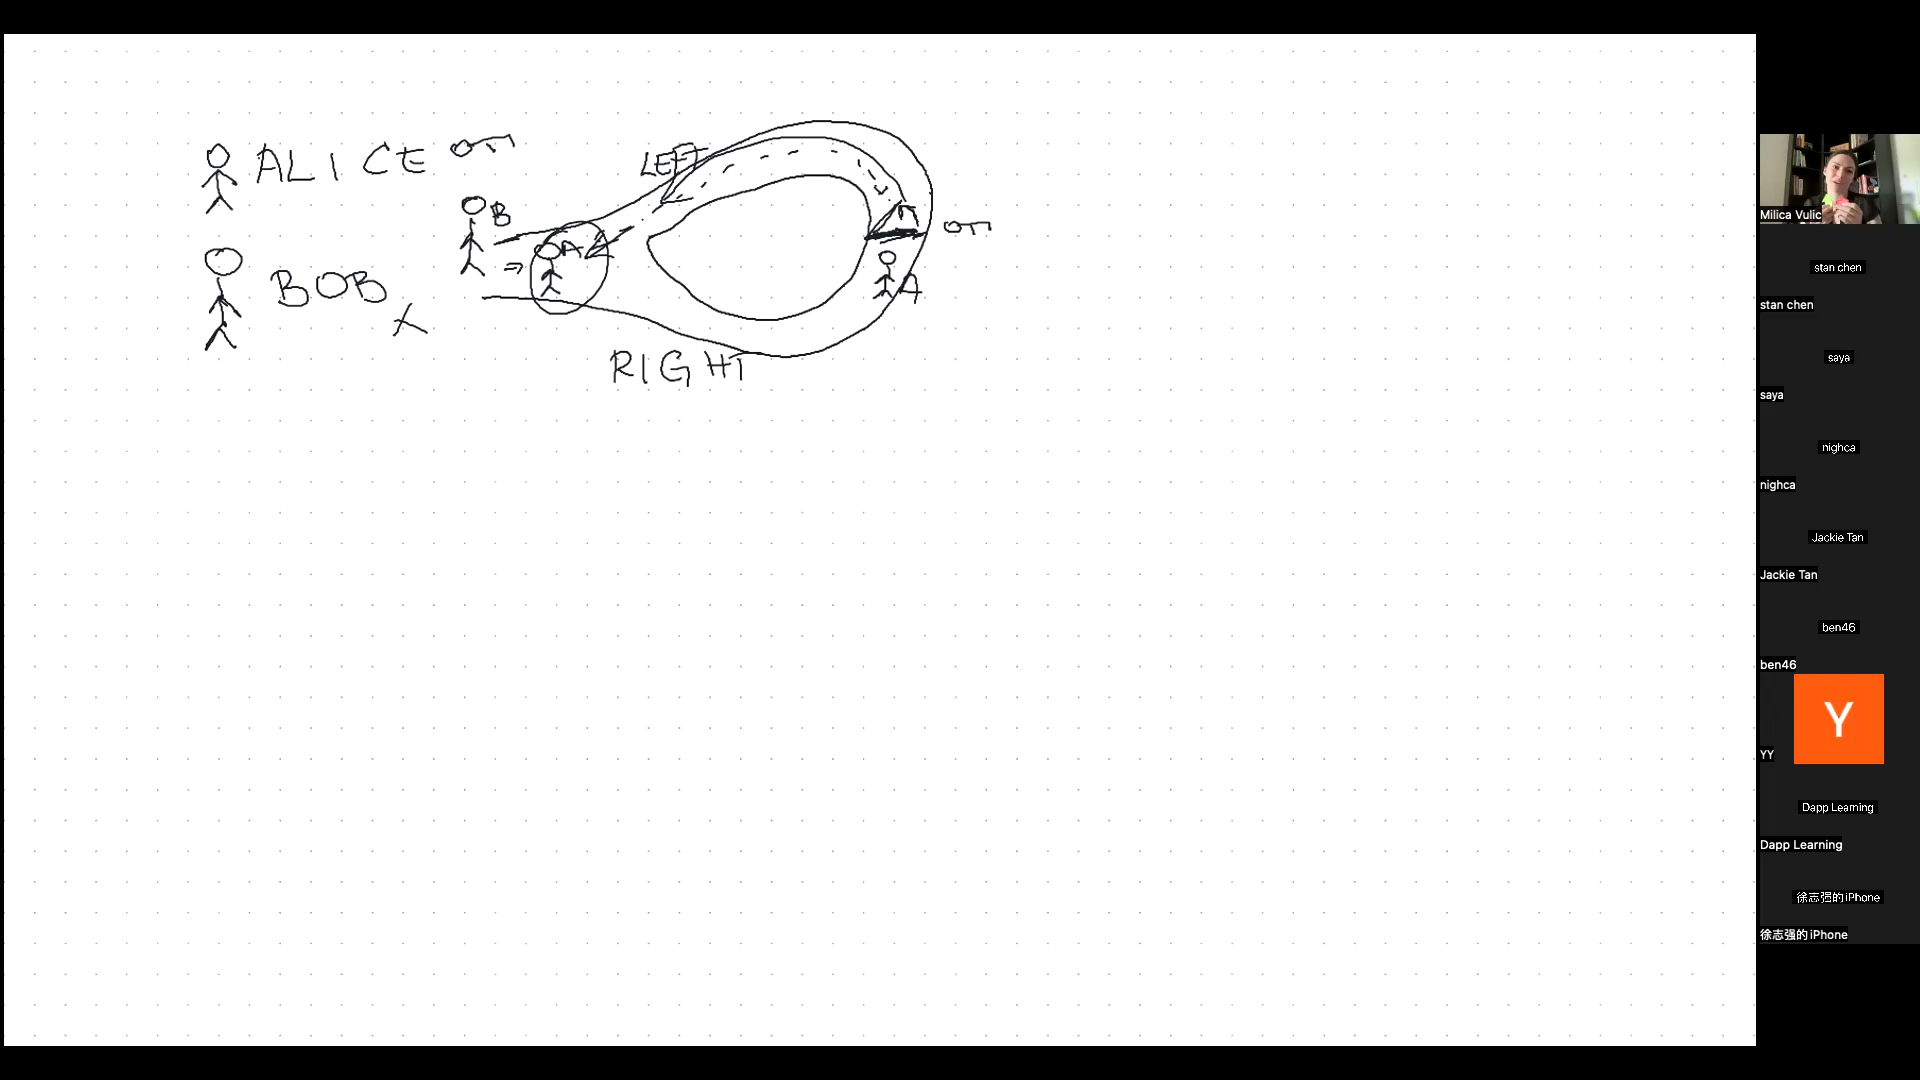 ALICE
B
A
LEFT
A
BOB
RIGHT
Milica Vulic
stan chen
stan chen
saya
saya
nighca
nighca
Jackie Tan
Jackie Tan
ben46
ben46
Y
YY
Dapp Learning
Dapp Learning
徐志强的iPhone
徐志强的iPhone